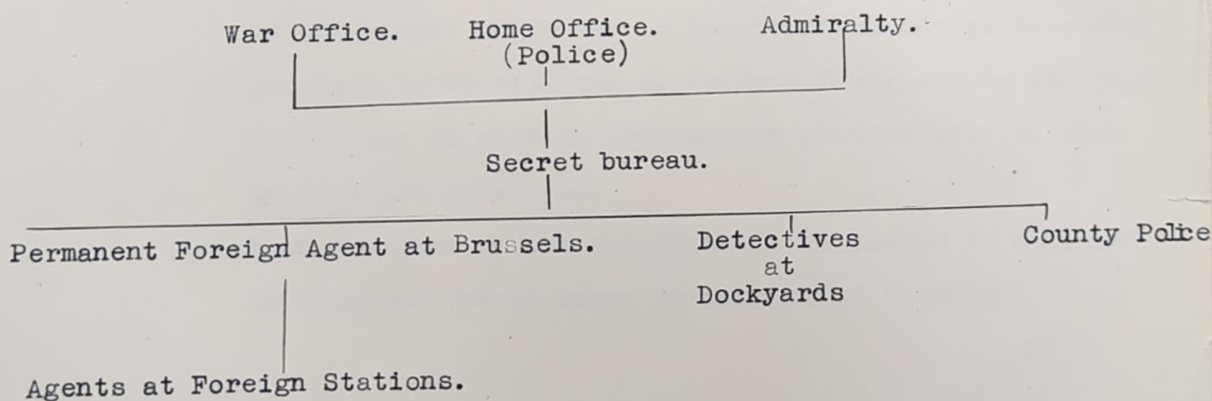 War Office. Home Office. Admiralty.
(Police)
Secret bureau.
Permanent Foreign Agent at Brussels. Detectives County Police
at
Dockyards
Agents at Foreign Stations.